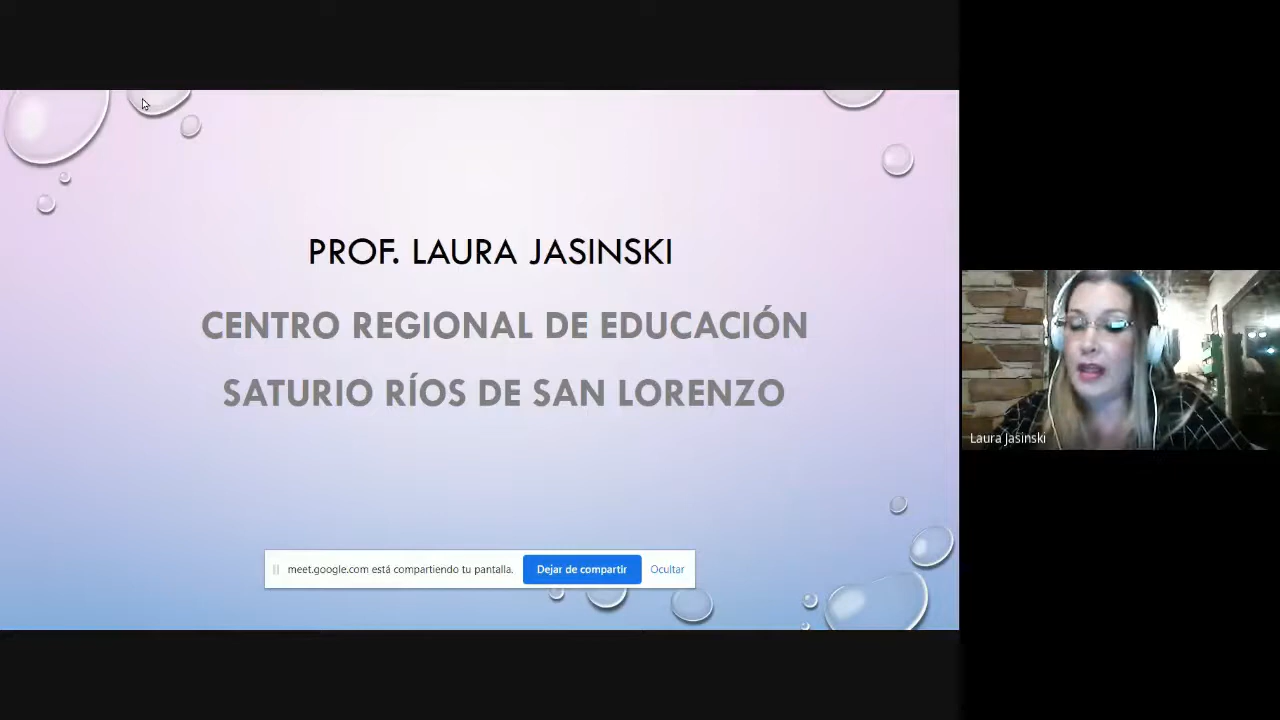 PROF. LAURA JASINSKI
CENTRO REGIONAL DE EDUCACIÓN
SATURIO RÍOS DE SAN LORENZO
meet.google.com está compartiendo tu pantalla.
Dejar de compartir
Ocultar
Laura Jasinski